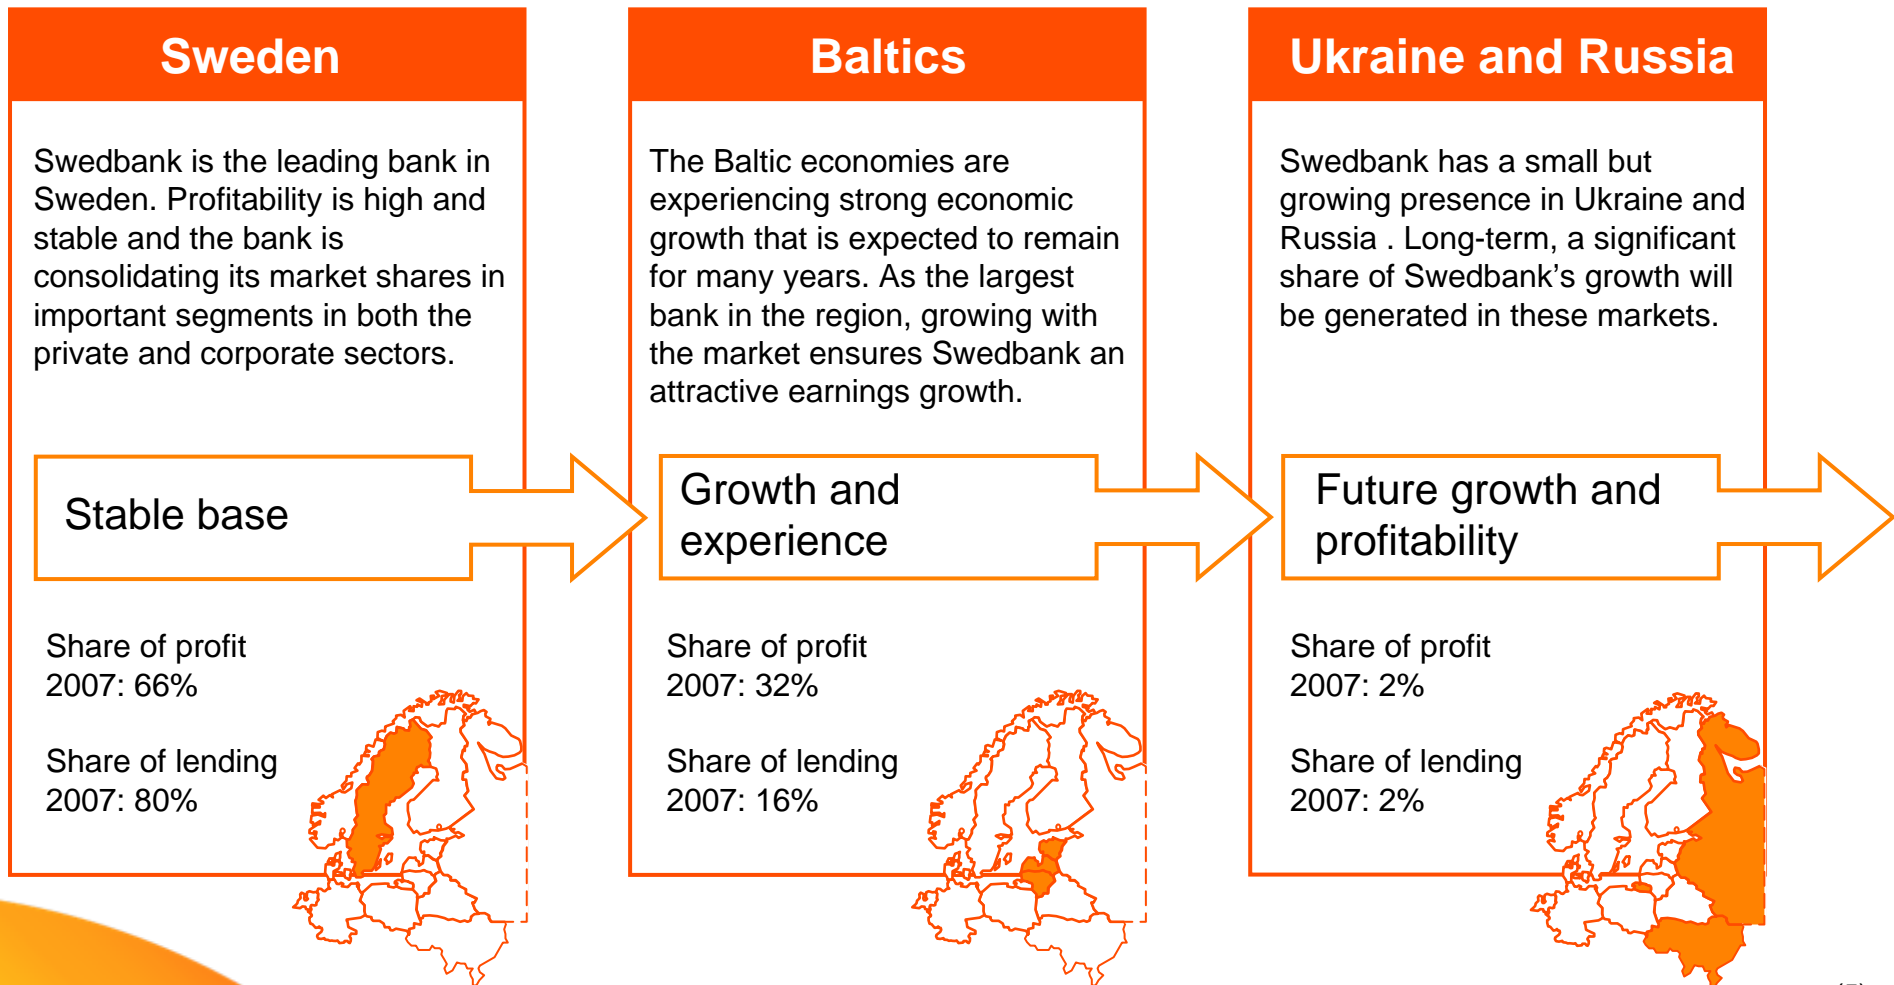 Sweden
Swedbank is the leading bank in
Sweden. Profitability is high and
stable and the bank is
consolidating its market shares in
important segments in both the
private and corporate sectors.
Stable base
Share of profit
2007: 66%
Share of lending
2007: 80%
Baltics
The Baltic economies are
experiencing strong economic
growth that is expected to remain
for many years. As the largest
bank in the region, growing with
the market ensures Swedbank an
attractive earnings growth.
Growth and
experience
Share of profit
2007: 32%
Share of lending
2007: 16%
Ukraine and Russia
Swedbank has a small but
growing presence in Ukraine and
Russia . Long-term, a significant
share of Swedbank’s growth will
be generated in these markets.
Future growth and
profitability
Share of profit
2007: 2%
Share of lending
2007: 2%